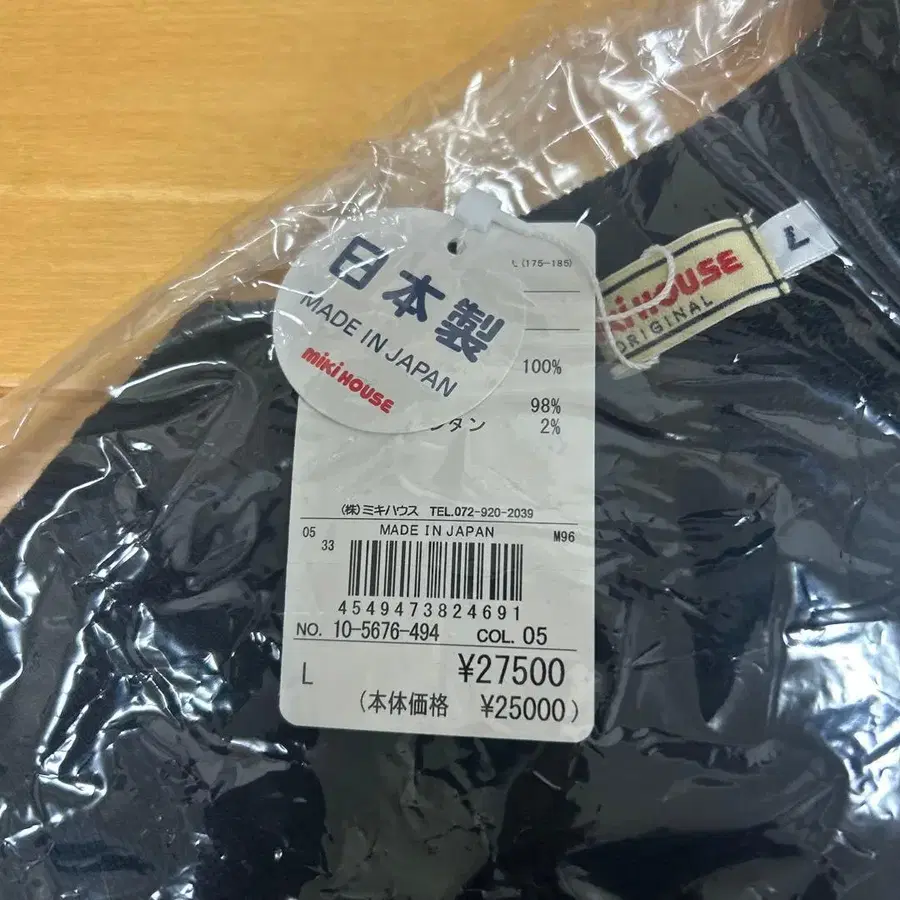 日本製
MADE IN JAPAN
miki HOUSE
L (175-185)
miki HOUSE
ORIGINAL
L
100%
98%
タン 2%
(株)ミキハウス TEL.072-920-2039
MADE IN JAPAN
05
33
M96
4549473824691
NO. 10-5676-494 COL. 05
L ¥27500
(本体価格 ¥25000)